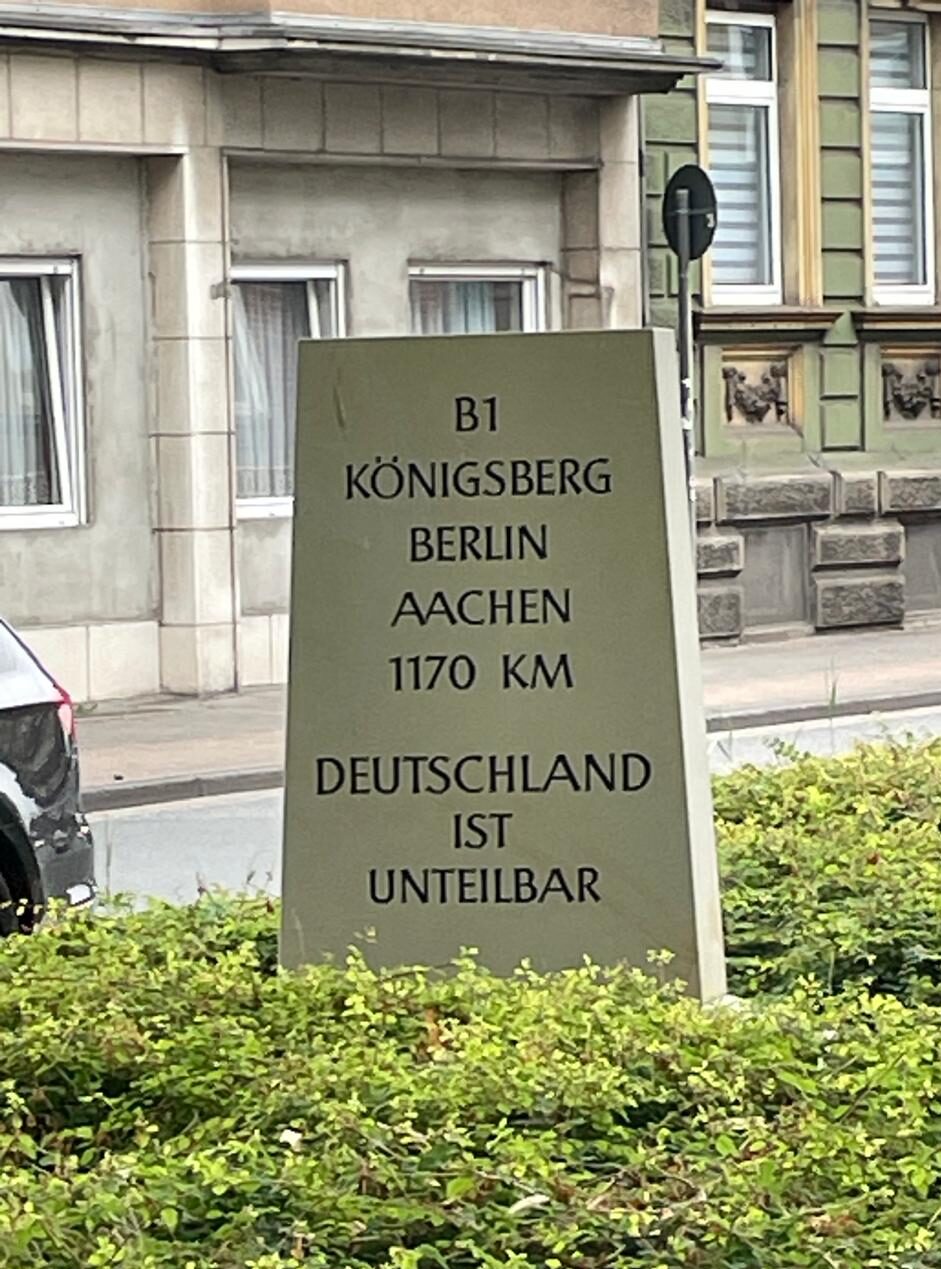 B1
KÖNIGSBERG
BERLIN
AACHEN
1170 KM
DEUTSCHLAND
IST
UNTEILBAR